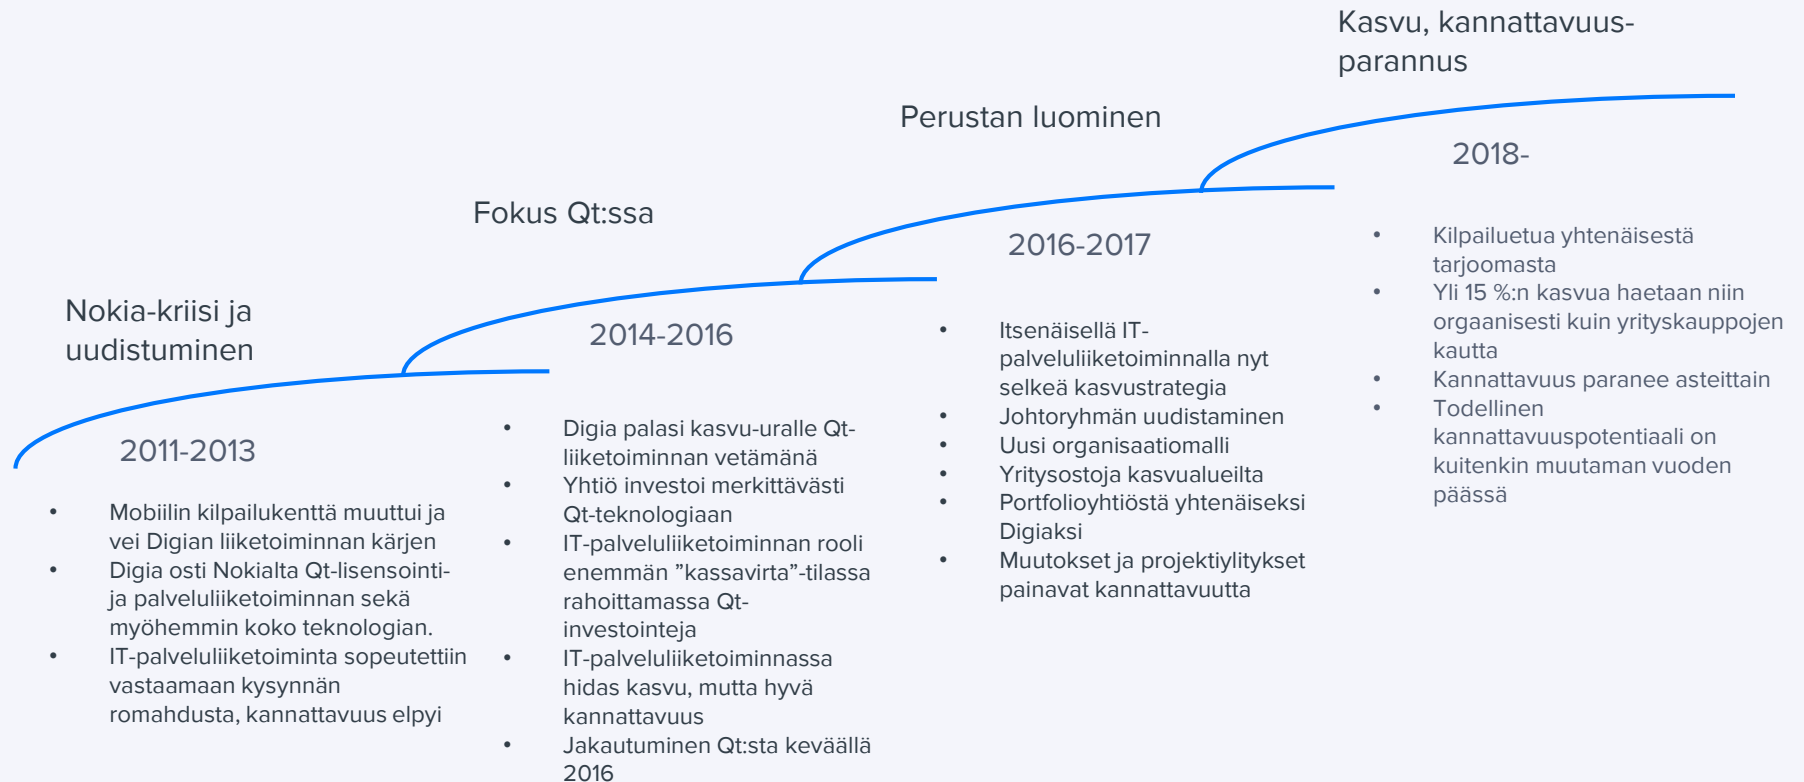 Nokia-kriisi ja
uudistuminen
2011-2013
• Mobiilin kilpailukenttä muuttui ja
vei Digian liiketoiminnan kärjen
• Digia osti Nokialta Qt-lisensointi-
ja palveluliiketoiminnan sekä
myöhemmin koko teknologian.
• IT-palveluliiketoiminta sopeutettiin
vastaamaan kysynnän
romahdusta, kannattavuus elpyi
Fokus Qt:ssa
2014-2016
• Digia palasi kasvu-uralle Qt-
liiketoiminnan vetämänä
• Yhtiö investoi merkittävästi
Qt-teknologiaan
• IT-palveluliiketoiminnan rooli
enemmän ”kassavirta”-tilassa
rahoittamassa Qt-
investointeja
• IT-palveluliiketoiminnassa
hidas kasvu, mutta hyvä
kannattavuus
• Jakautuminen Qt:sta keväällä
2016
Perustan luominen
2016-2017
• Itsenäisellä IT-
palveluliiketoiminnalla nyt
selkeä kasvustrategia
• Johtoryhmän uudistaminen
• Uusi organisaatiomalli
• Yritysostoja kasvualueilta
• Portfolioyhtiöstä yhtenäiseksi
Digiaksi
• Muutokset ja projektiylitykset
painavat kannattavuutta
Kasvu, kannattavuus-
parannus
2018-
• Kilpailuetua yhtenäisestä
tarjoomasta
• Yli 15 %:n kasvua haetaan niin
orgaanisesti kuin yrityskauppojen
kautta
• Kannattavuus paranee asteittain
• Todellinen
kannattavuuspotentiaali on
kuitenkin muutaman vuoden
päässä